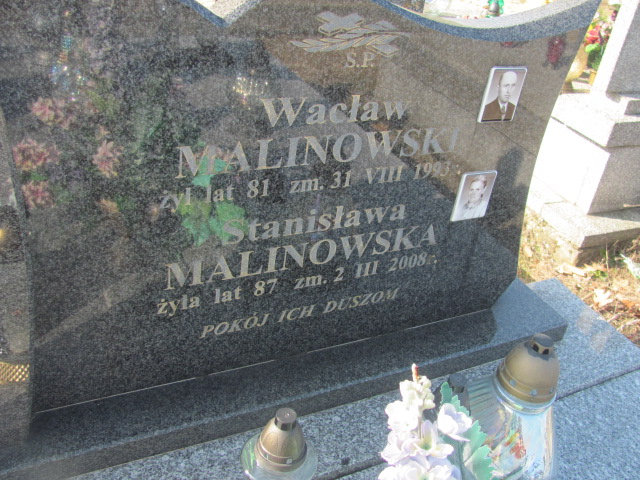 Ś.P.
Wacław
MALINOWSKI
żył lat 81 zm. 31 VIII 1993r.
Stanisława
MALINOWSKA
żyła lat 87 zm. 2 III 2008r.
POKÓJ ICH DUSZOM